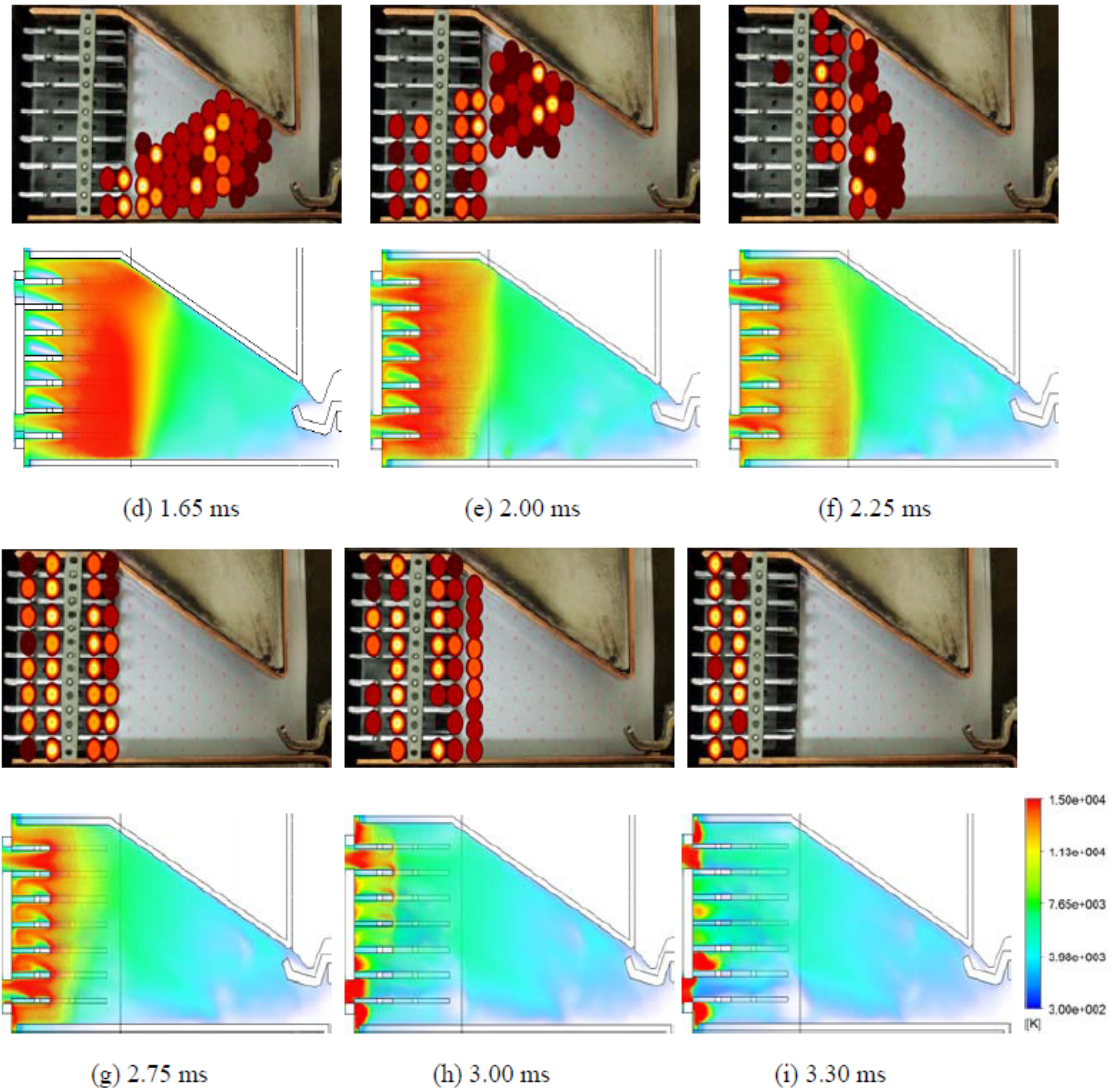 (d) 1.65 ms
(e) 2.00 ms
(f) 2.25 ms
1.50e+004
1.13e+004
7.65e+003
3.98e+003
3.00e+002
[K]
(g) 2.75 ms
(h) 3.00 ms
(i) 3.30 ms